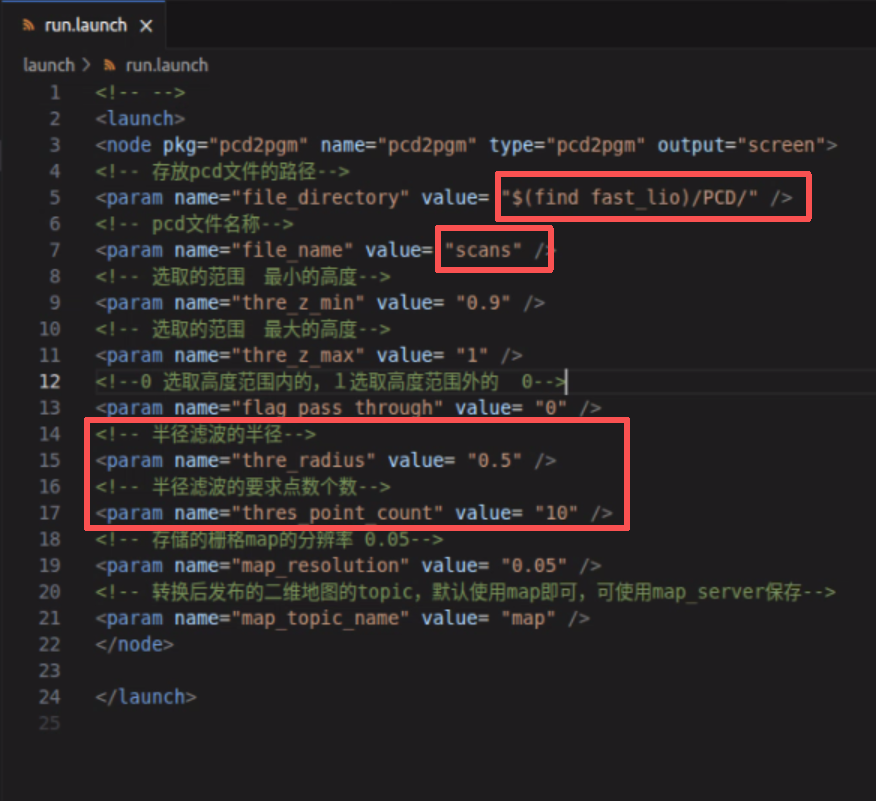 run.launch
launch > run.launch
1 <!-- -->
2 <launch>
3 <node pkg="pcd2pgm" name="pcd2pgm" type="pcd2pgm" output="screen">
4 <!-- 存放pcd文件的路径-->
5 <param name="file_directory" value= "$(find fast_lio)/PCD/" />
6 <!-- pcd文件名称-->
7 <param name="file_name" value= "scans" />
8 <!-- 选取的范围 最小的高度-->
9 <param name="thre_z_min" value= "0.9" />
10 <!-- 选取的范围 最大的高度-->
11 <param name="thre_z_max" value= "1" />
12 <!--0 选取高度范围内的，1选取高度范围外的 0-->
13 <param name="flag_pass_through" value= "0" />
14 <!-- 半径滤波的半径-->
15 <param name="thre_radius" value= "0.5" />
16 <!-- 半径滤波的要求点数个数-->
17 <param name="thres_point_count" value= "10" />
18 <!-- 存储的栅格map的分辨率 0.05-->
19 <param name="map_resolution" value= "0.05" />
20 <!-- 转换后发布的二维地图的topic，默认使用map即可，可使用map_server保存-->
21 <param name="map_topic_name" value= "map" />
22 </node>
23
24 </launch>
25